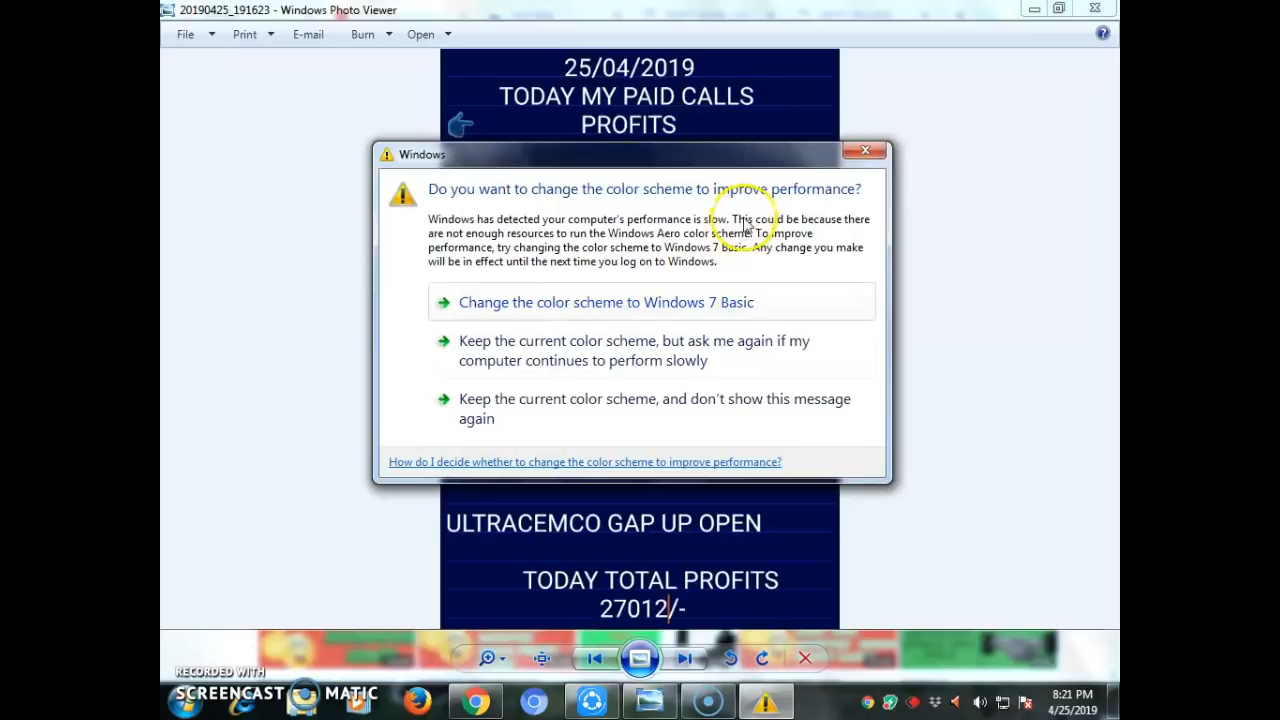 20190425_191623 - Windows Photo Viewer
File Print E-mail Burn Open
25/04/2019
TODAY MY PAID CALLS
PROFITS
Windows
Do you want to change the color scheme to improve performance?
Windows has detected your computer's performance is slow. This could be because there
are not enough resources to run the Windows Aero color scheme. To improve
performance, try changing the color scheme to Windows 7 Basic. Any change you make
will be in effect until the next time you log on to Windows.
Change the color scheme to Windows 7 Basic
Keep the current color scheme, but ask me again if my
computer continues to perform slowly
Keep the current color scheme, and don't show this message
again
How do I decide whether to change the color scheme to improve performance?
ULTRACEMCO GAP UP OPEN
TODAY TOTAL PROFITS
27012/-
RECORDED WITH
SCREENCAST MATIC
8:21 PM
4/25/2019